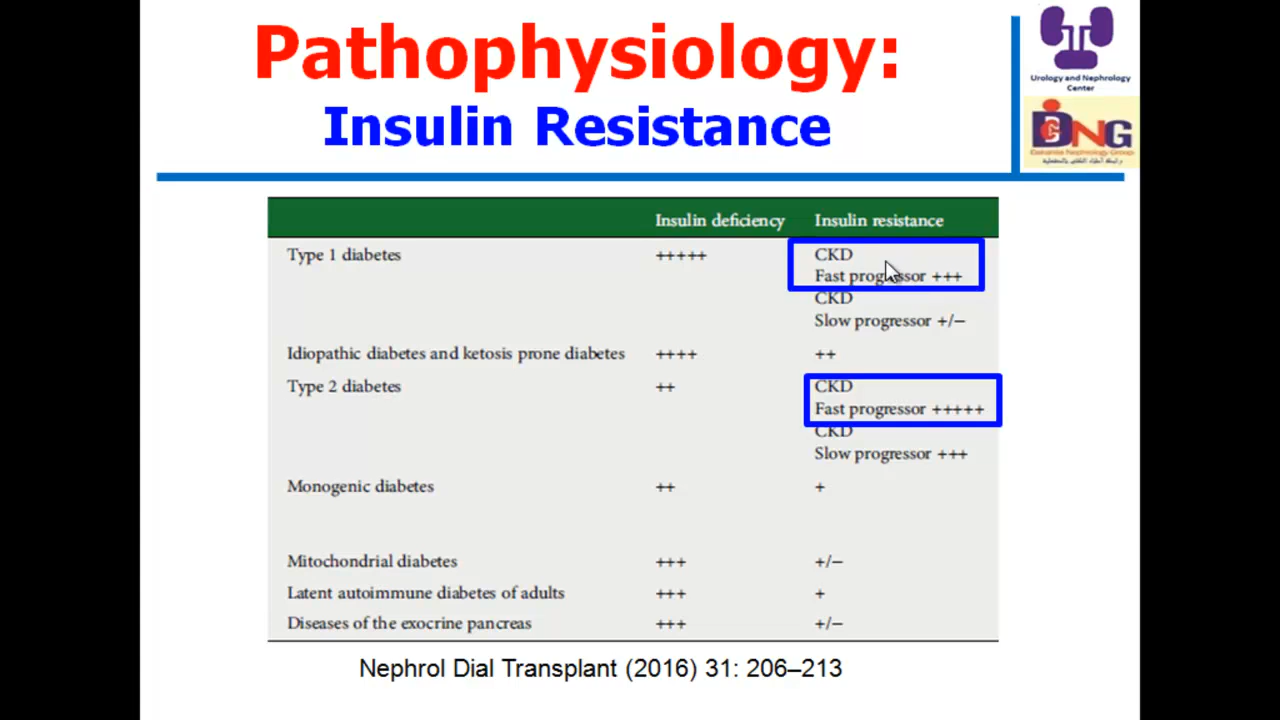 Pathophysiology:
Insulin Resistance
Urology and Nephrology
Center
DNG
Dakahlia Nephrology Group
Insulin deficiency Insulin resistance
Type 1 diabetes +++++ CKD
Fast progressor +++
CKD
Slow progressor +/−
Idiopathic diabetes and ketosis prone diabetes ++++ ++
Type 2 diabetes ++ CKD
Fast progressor +++++
CKD
Slow progressor +++
Monogenic diabetes ++ +
Mitochondrial diabetes +++ +/−
Latent autoimmune diabetes of adults +++ +
Diseases of the exocrine pancreas +++ +/−
Nephrol Dial Transplant (2016) 31: 206–213